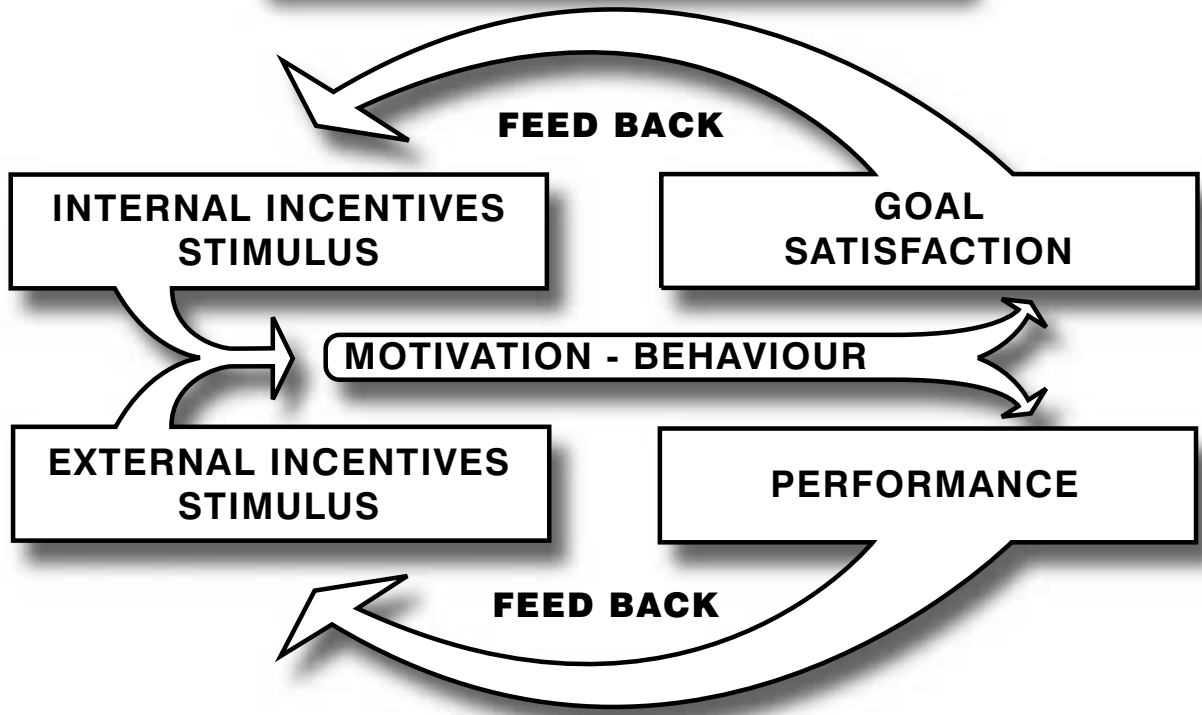 FEED BACK
INTERNAL INCENTIVES
STIMULUS
GOAL
SATISFACTION
MOTIVATION - BEHAVIOUR
EXTERNAL INCENTIVES
STIMULUS
PERFORMANCE
FEED BACK